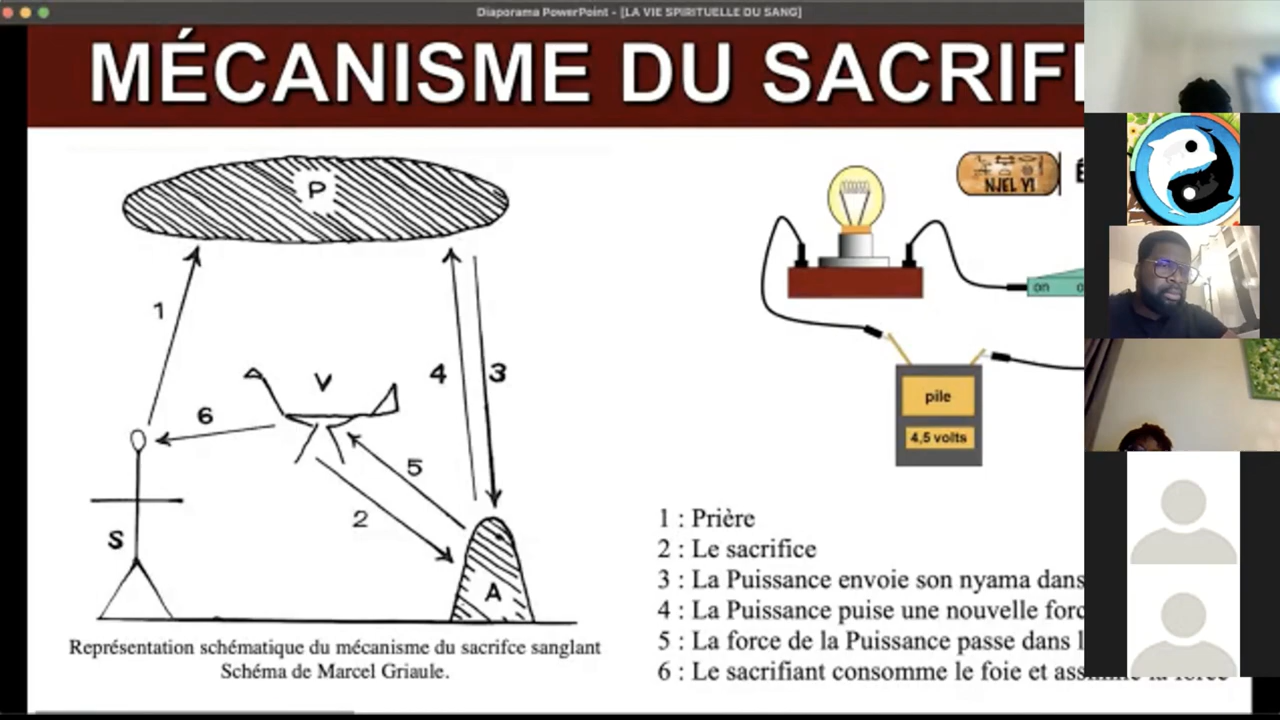 Diaporama PowerPoint - [LA VIE SPIRITUELLE DU SANG]
MÉCANISME DU SACRIF
P
1
V
4
3
6
5
2
S
A
Représentation schématique du mécanisme du sacrifce sanglant
Schéma de Marcel Griaule.
NJEL YI
on
pile
4,5 volts
1 : Prière
2 : Le sacrifice
3 : La Puissance envoie son nyama dans
4 : La Puissance puise une nouvelle forc
5 : La force de la Puissance passe dans l
6 : Le sacrifiant consomme le foie et